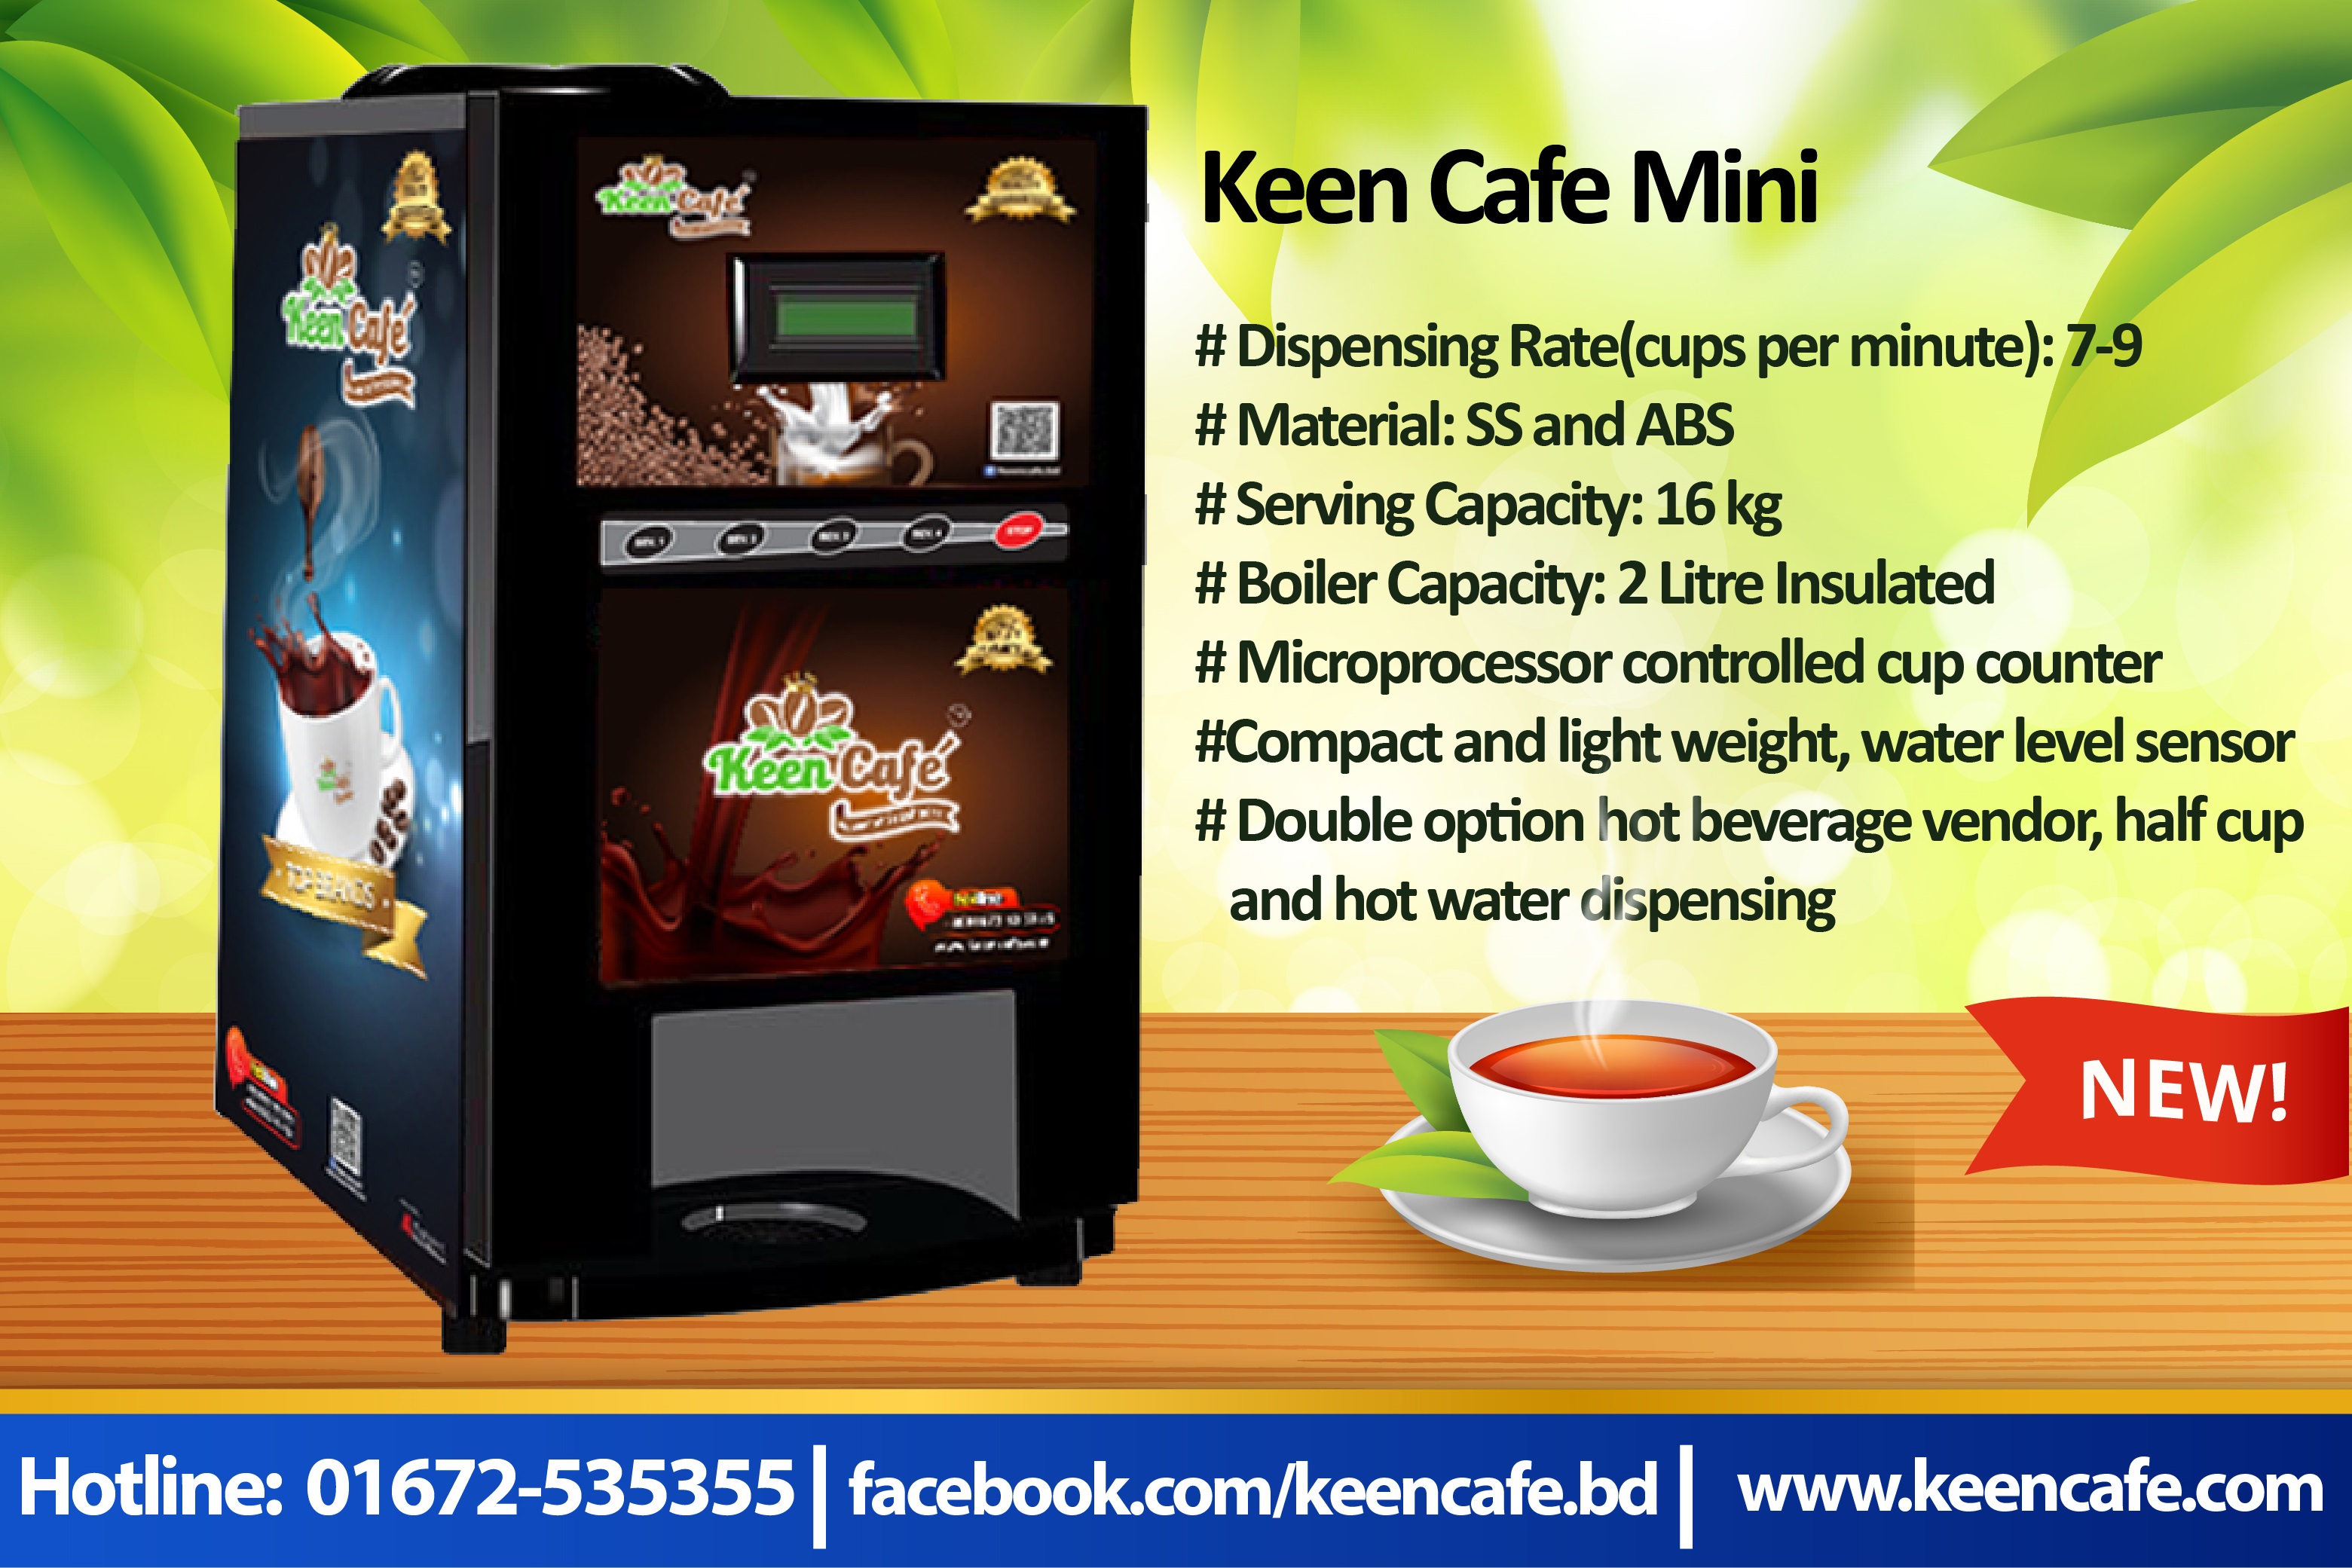 Keen Cafe Mini
# Dispensing Rate(cups per minute): 7-9
# Material: SS and ABS
# Serving Capacity: 16 kg
# Boiler Capacity: 2 Litre Insulated
# Microprocessor controlled cup counter
#Compact and light weight, water level sensor
# Double option hot beverage vendor, half cup
and hot water dispensing
NEW!
Keen Café
Keen Café
STOP
Keen Café
TOP BRANDS
Hotline: 01672-535355 | facebook.com/keencafe.bd | www.keencafe.com